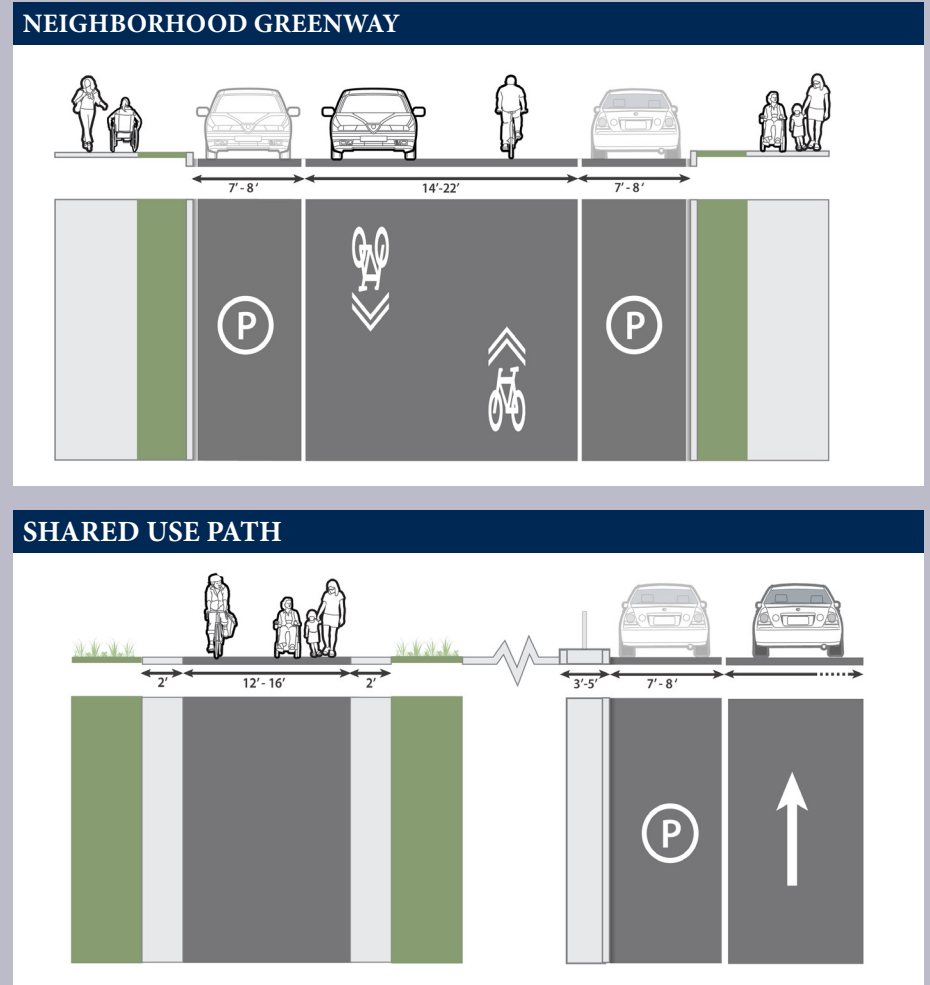 NEIGHBORHOOD GREENWAY
7' - 8' 14'-22' 7' - 8'
P P
SHARED USE PATH
2' 12' - 16' 2' 3'-5' 7' - 8'
P